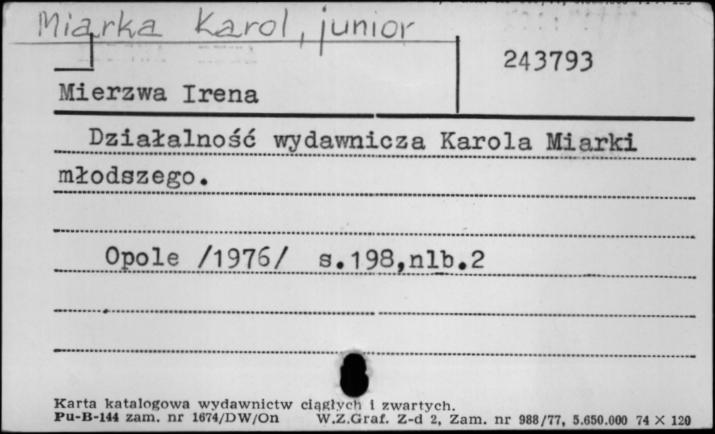 Miarka Karol, junior
243793
Mierzwa Irena
Działalność wydawnicza Karola Miarki
młodszego.
Opole /1976/ s.198,nlb.2
Karta katalogowa wydawnictw ciągłych i zwartych.
Pu-B-144 zam. nr 1674/DW/On W.Z.Graf. Z-d 2, Zam. nr 988/77, 5.650.000 74 X 120